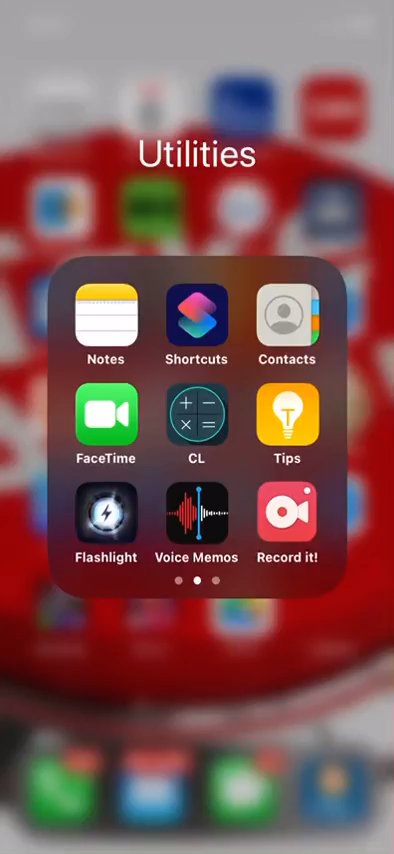 Utilities
Notes
Shortcuts
Contacts
FaceTime
CL
Tips
Flashlight
Voice Memos
Record it!